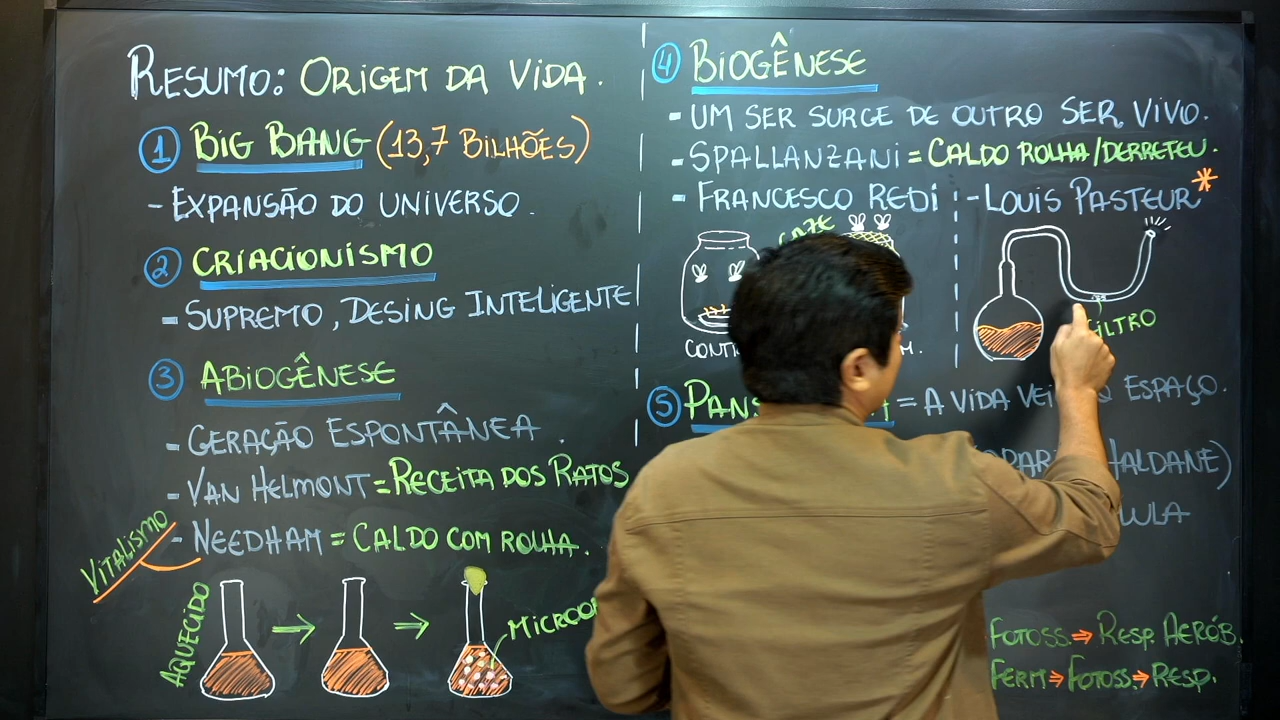 RESUMO: ORIGEM DA VIDA.
① BIG BANG (13,7 BILHÕES)
- EXPANSÃO DO UNIVERSO.
② CRIACIONISMO
- SUPREMO, DESING INTELIGENTE
③ ABIOGÊNESE
- GERAÇÃO ESPONTÂNEA.
- VAN HELMONT = RECEITA DOS RATOS
- NEEDHAM = CALDO COM ROLHA.
VITALISMO
AQUECIDO
④ BIOGÊNESE
- UM SER SURGE DE OUTRO SER VIVO.
- SPALLANZANI = CALDO ROLHA/DERRETEU.
- FRANCESCO REDI
- LOUIS PASTEUR *
FILTRO
⑤ = A VIDA ESPAÇO.
HALDANE)
FOTOSS → RESP. AERÓB.
FERM → FOTOSS. → RESP.